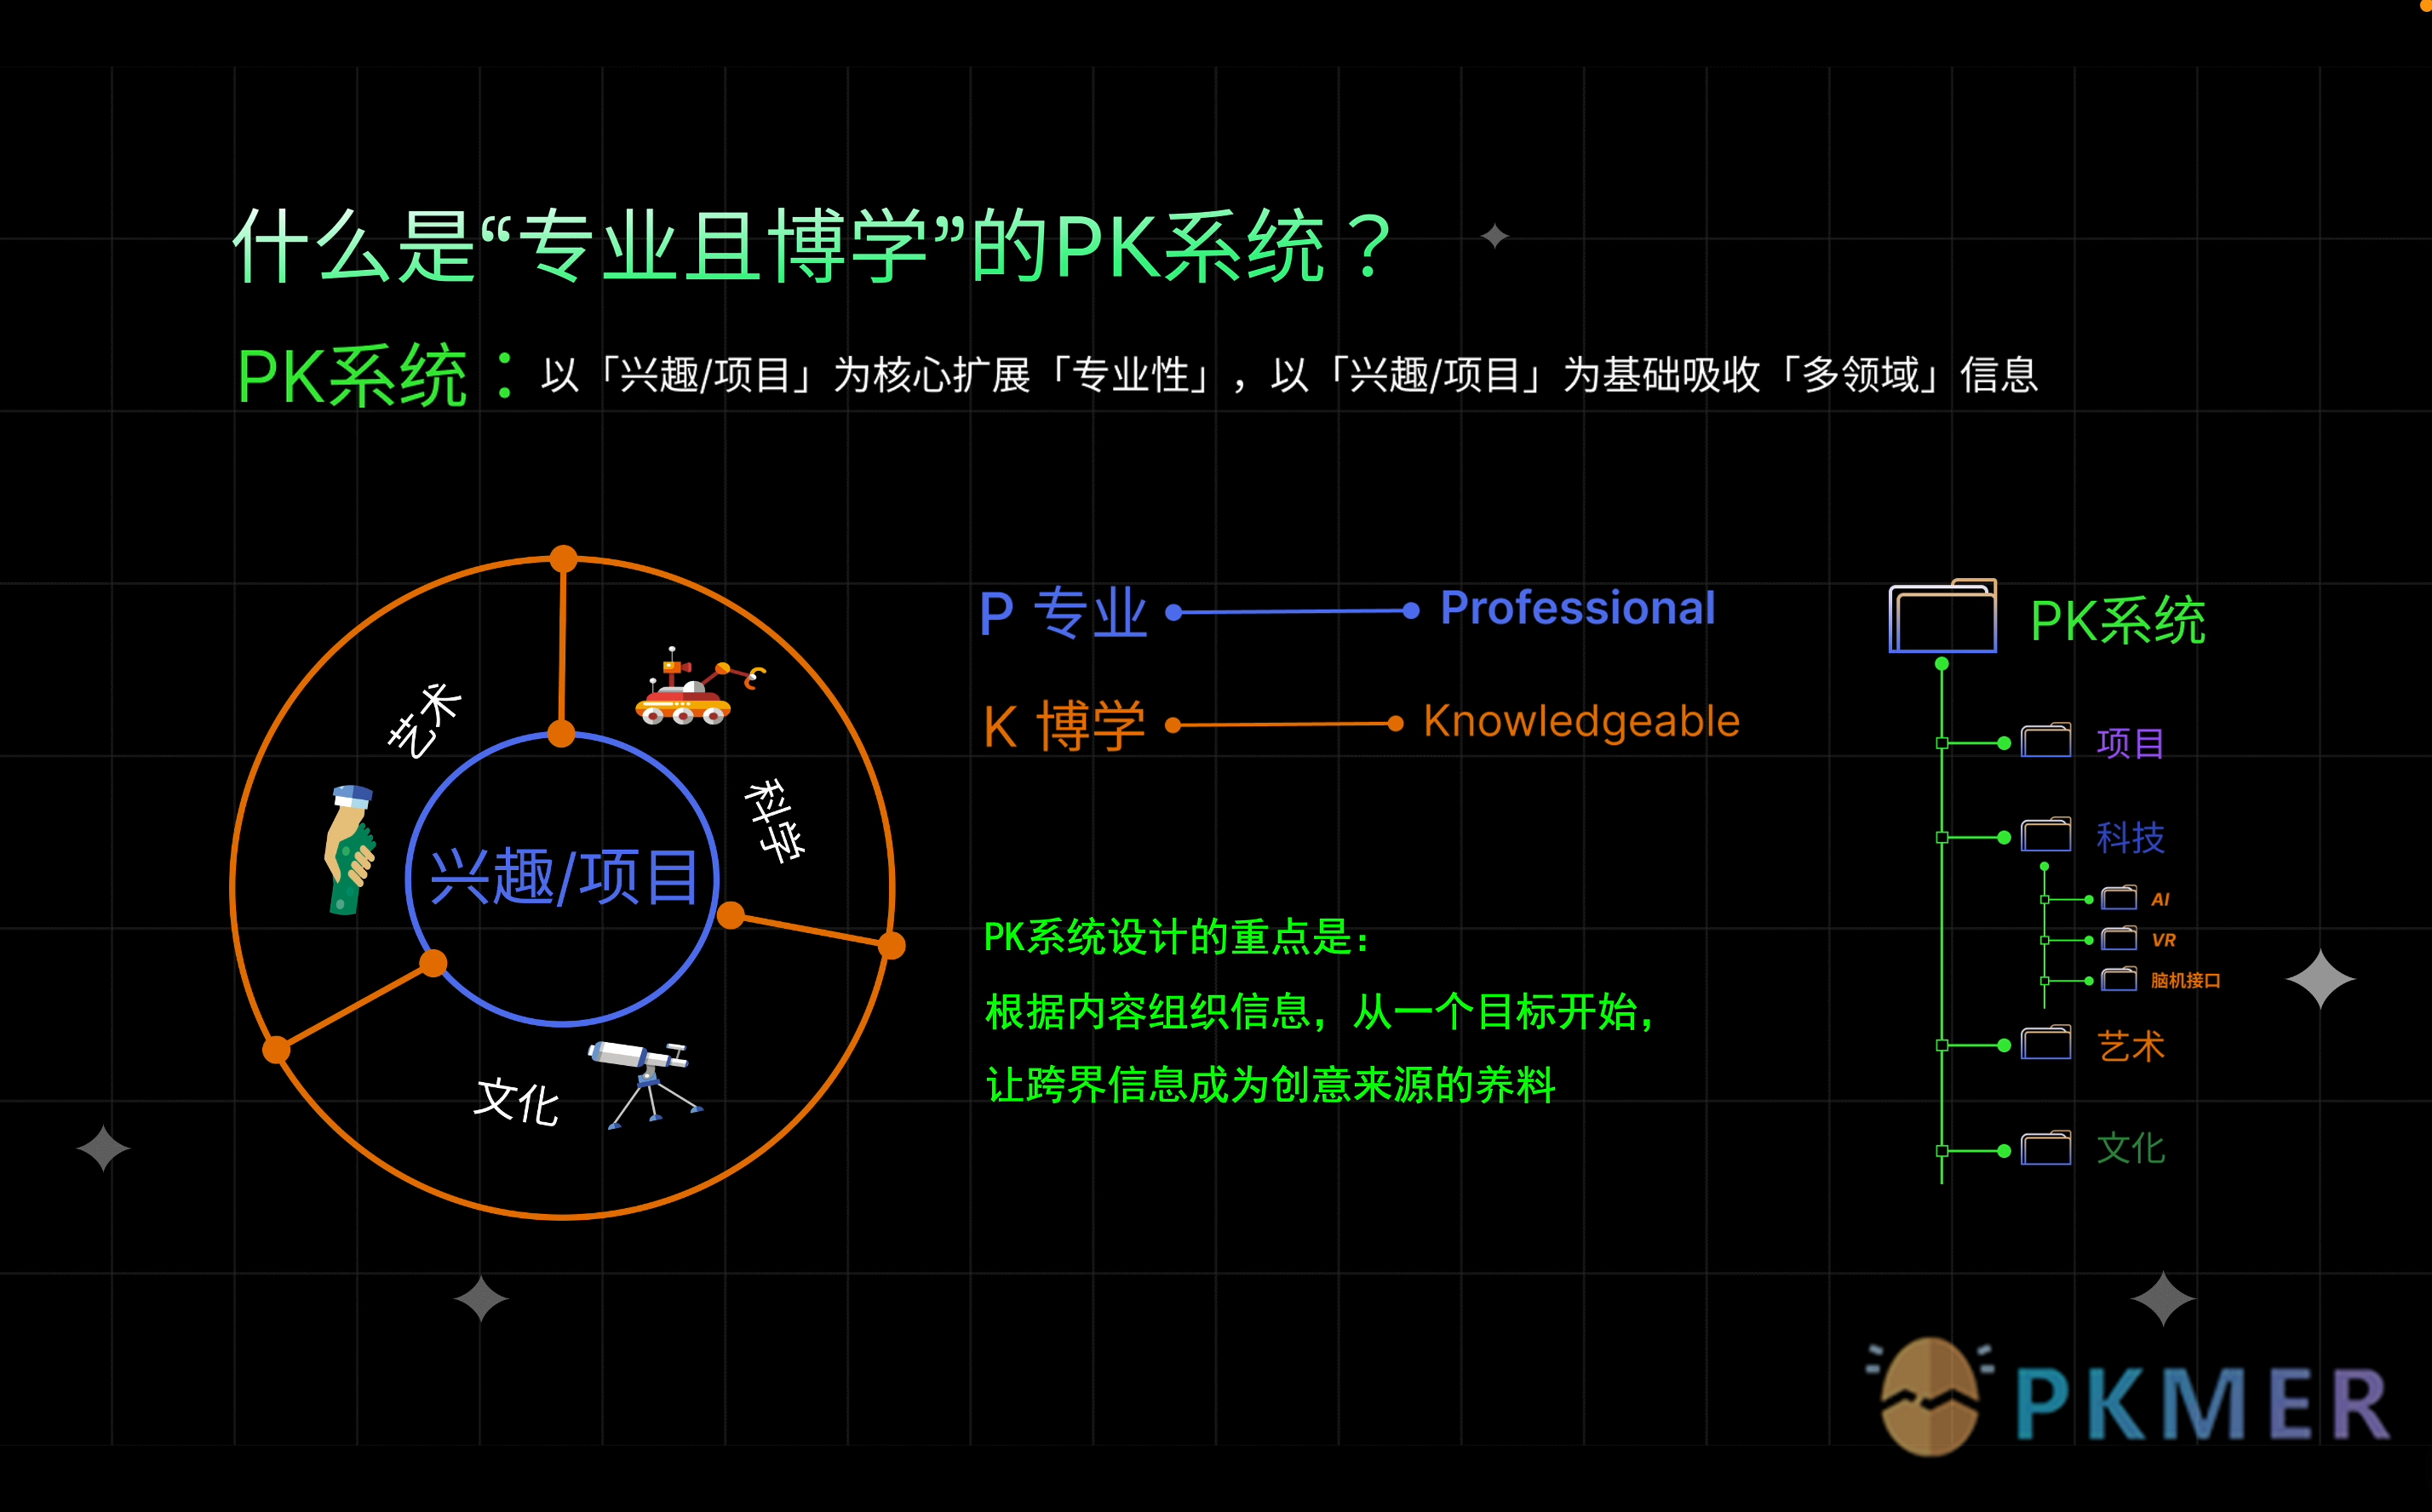 什么是“专业且博学”的PK系统？
PK系统：以「兴趣/项目」为核心扩展「专业性」，以「兴趣/项目」为基础吸收「多领域」信息
艺术
科学
兴趣/项目
文化
P 专业 Professional
K 博学 Knowledgeable
PK系统设计的重点是：
根据内容组织信息，从一个目标开始，
让跨界信息成为创意来源的养料
PK系统
项目
科技
AI
VR
脑机接口
艺术
文化
PKMER